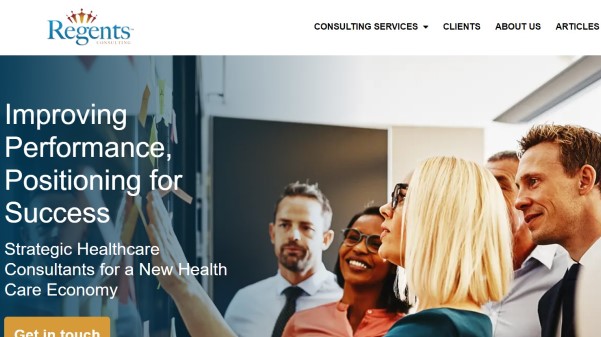 Regents
CONSULTING
CONSULTING SERVICES
CLIENTS
ABOUT US
ARTICLES
Improving
Performance,
Positioning for
Success
Strategic Healthcare
Consultants for a New Health
Care Economy
Get in touch